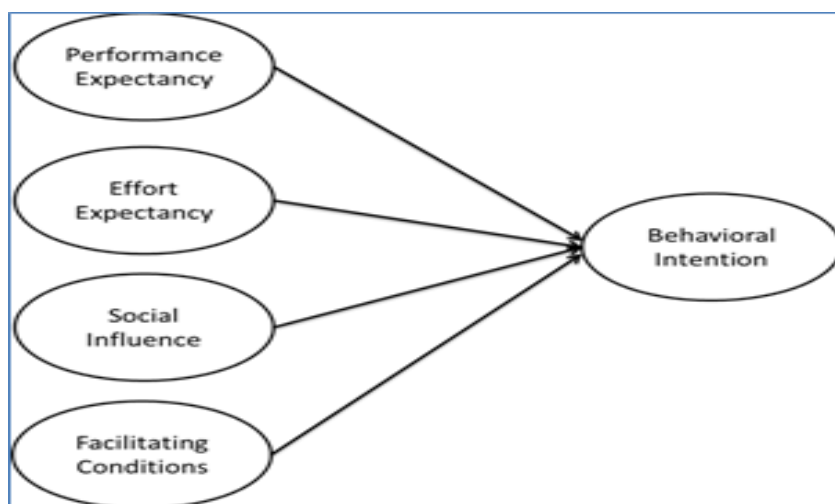 Performance
Expectancy
Effort
Expectancy
Social
Influence
Facilitating
Conditions
Behavioral
Intention